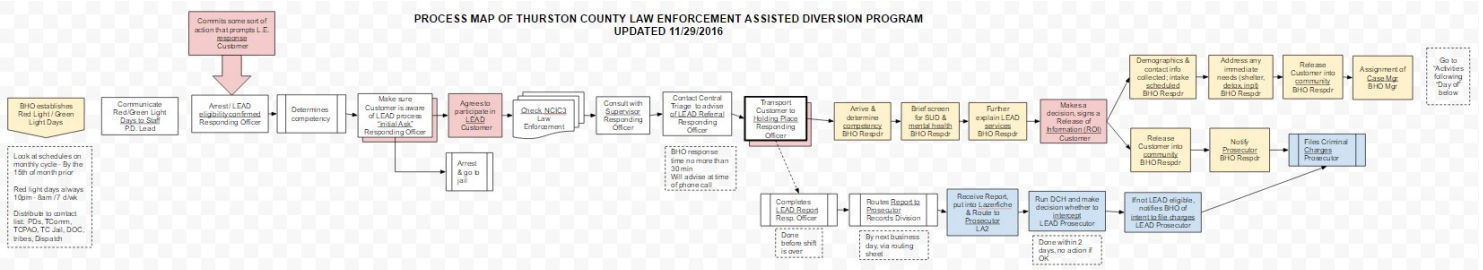 PROCESS MAP OF THURSTON COUNTY LAW ENFORCEMENT ASSISTED DIVERSION PROGRAM
UPDATED 11/29/2016
Commits some sort of
action that prompts L.E.
response
Customer
BHO establishes
Red Light / Green
Light Days
Communicate
Red/Green Light
Days to Staff
P.D. Lead
Arrest/ LEAD
eligibility confirmed
Responding Officer
Determines
competency
Make sure
Customer is aware
of LEAD process
"initial Ask"
Responding Officer
Agrees to
participate in
LEAD
Customer
Check NCIC3
Law
Enforcement
Consult with
Supervisor
Responding
Officer
Contact Central
Triage to advise
of LEAD Referral
Responding
Officer
Transport
Customer to
Holding Place
Responding
Officer
Arrive &
determine
competency
BHO Respdr
Brief screen
for SUD &
mental health
BHO Respdr
Further
explain LEAD
services
BHO Respdr
Makes a
decision, signs a
Release of
Information (ROI)
Customer
Demographics &
contact info
collected; intake
scheduled
BHO Respdr
Address any
immediate
needs (shelter,
detox, inpt)
BHO Respdr
Release
Customer into
community
BHO Respdr
Assignment of
Case Mgr
BHO Mgr
Go to
"Activities
following
'Day of'"
below
Release
Customer into
community
BHO Respdr
Notify
Prosecutor
BHO Respdr
Files Criminal
Charges
Prosecutor
Look at schedules on
monthly cycle - By the
15th of month prior
Red light days always
10pm - 8am /7 d/wk
Distribute to contact
list: PDs, TComm,
TCPAO, TC Jail, DOC,
tribes, Dispatch
Arrest
& go to
jail
BHO response
time no more than
30 min
Will advise at time
of phone call
Completes
LEAD Report
Resp. Officer
Routes Report to
Prosecutor
Records Division
Receive Report,
put into Lazerfiche
& Route to
Prosecutor
LA2
Run DCH and make
decision whether to
intercept
LEAD Prosecutor
If not LEAD eligible,
notifies BHO of
intent to file charges
LEAD Prosecutor
Done
before shift
is over
By next business
day, via routing
sheet
Done within 2
days, no action if
OK